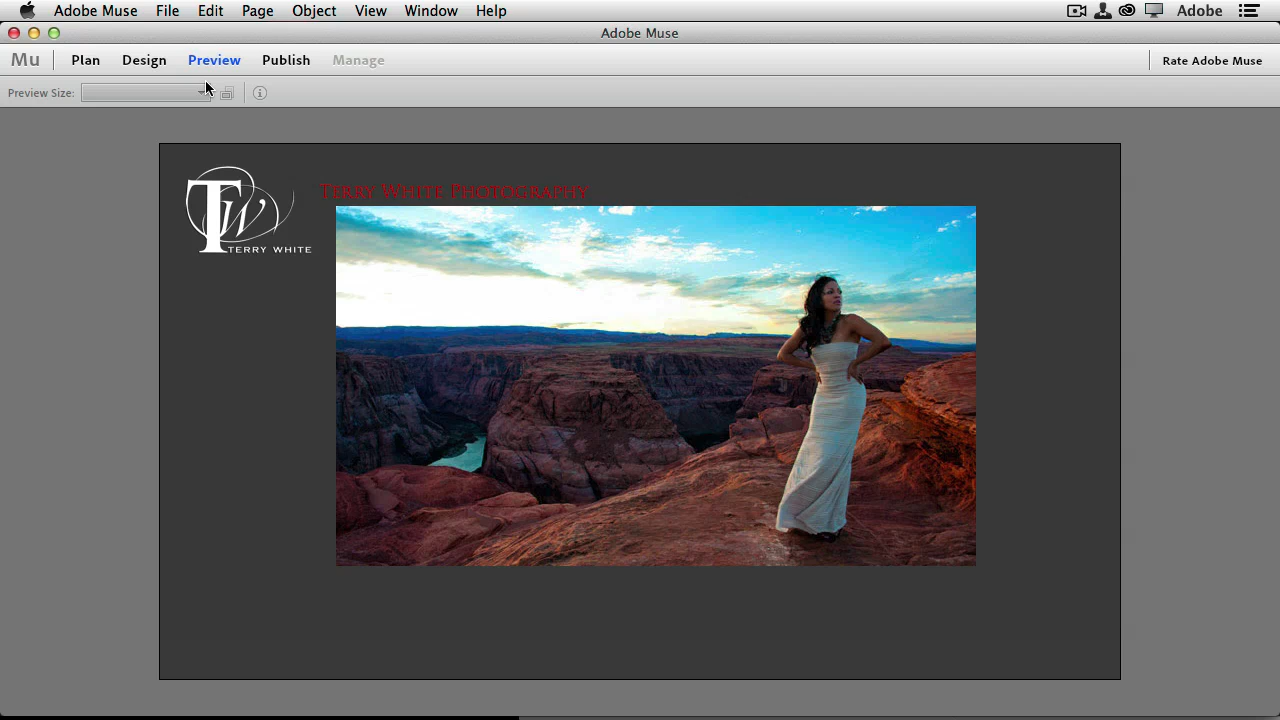 Adobe Muse File Edit Page Object View Window Help Adobe
Adobe Muse
Mu Plan Design Preview Publish Manage Rate Adobe Muse
Preview Size:
TW
TERRY WHITE
Terry White Photography